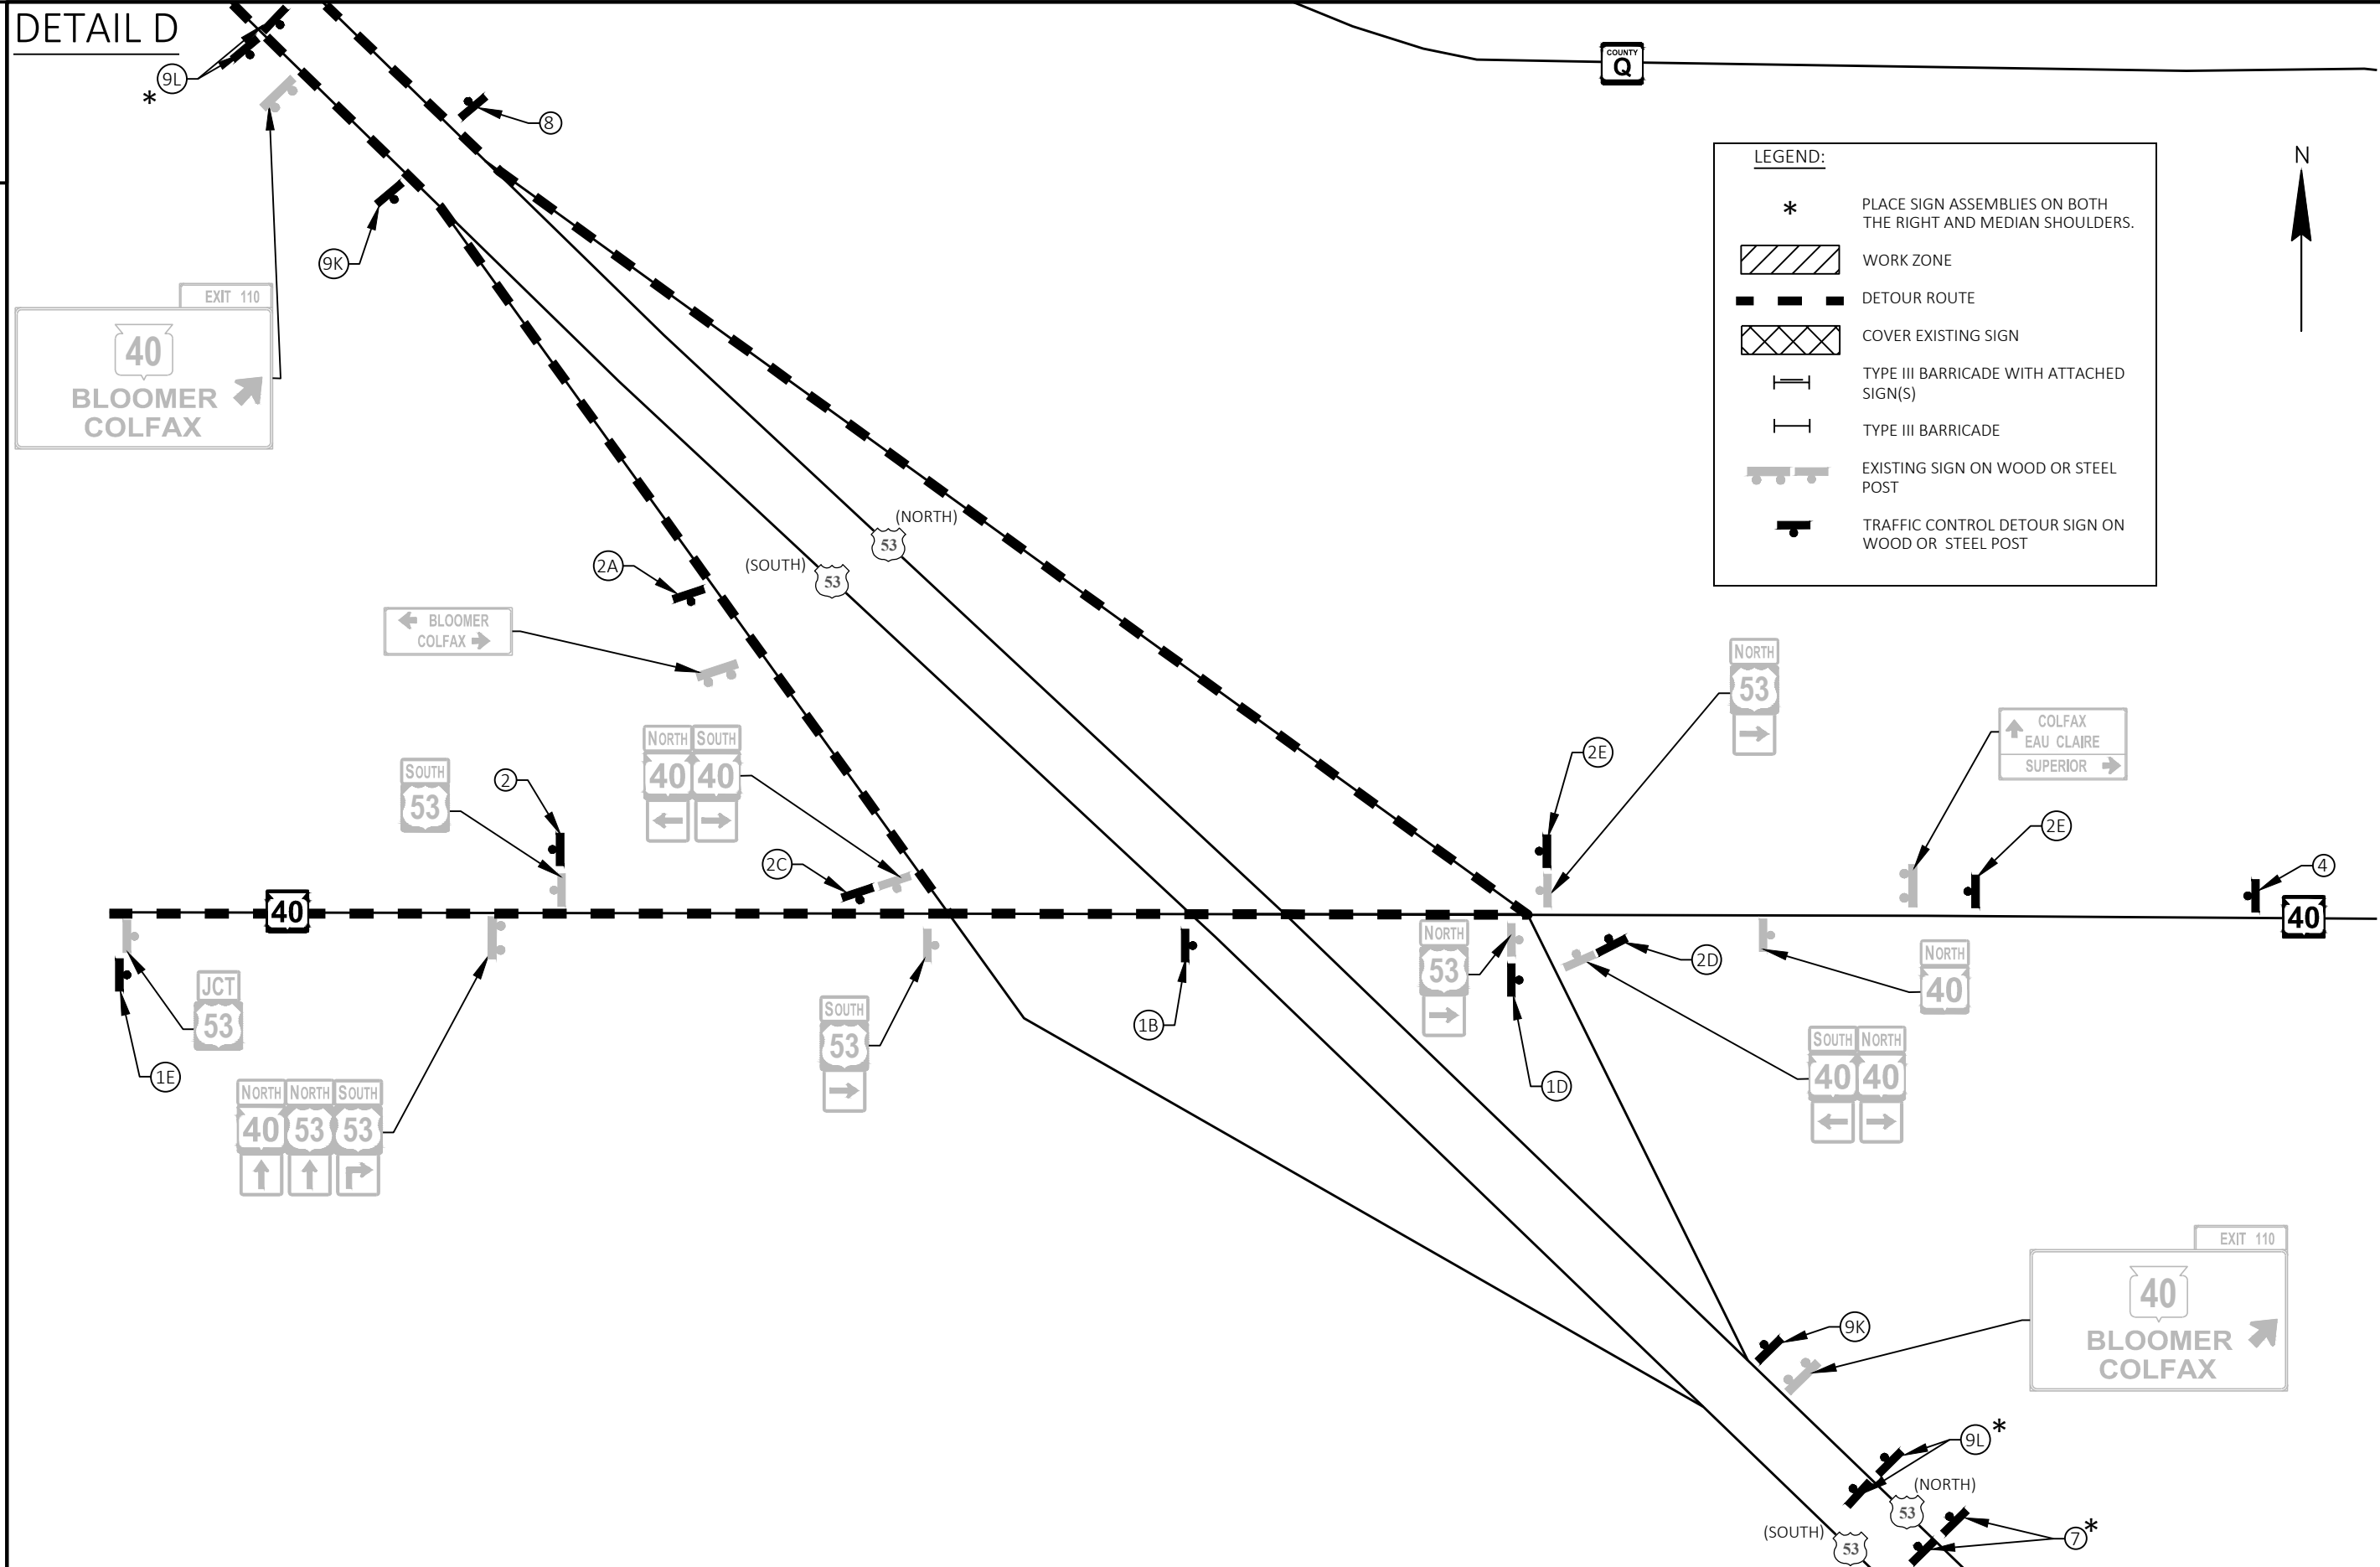 DETAIL D
COUNTY
Q
9L
*
8
LEGEND:
N
*
PLACE SIGN ASSEMBLIES ON BOTH
THE RIGHT AND MEDIAN SHOULDERS.
WORK ZONE
DETOUR ROUTE
COVER EXISTING SIGN
TYPE III BARRICADE WITH ATTACHED
SIGN(S)
TYPE III BARRICADE
EXISTING SIGN ON WOOD OR STEEL
POST
TRAFFIC CONTROL DETOUR SIGN ON
WOOD OR STEEL POST
9K
EXIT 110
40
BLOOMER
COLFAX
(NORTH)
53
(SOUTH)
53
2A
BLOOMER
COLFAX
NORTH
53
COLFAX
EAU CLAIRE
SUPERIOR
NORTH SOUTH
40 40
SOUTH
53
2
2E
2E
2C
4
40
40
NORTH
53
2D
NORTH
40
JCT
53
SOUTH
53
1B
1E
1D
SOUTH NORTH
40 40
NORTH NORTH SOUTH
40 53 53
EXIT 110
40
BLOOMER
COLFAX
9K
9L
*
(NORTH)
53
(SOUTH)
53
7
*